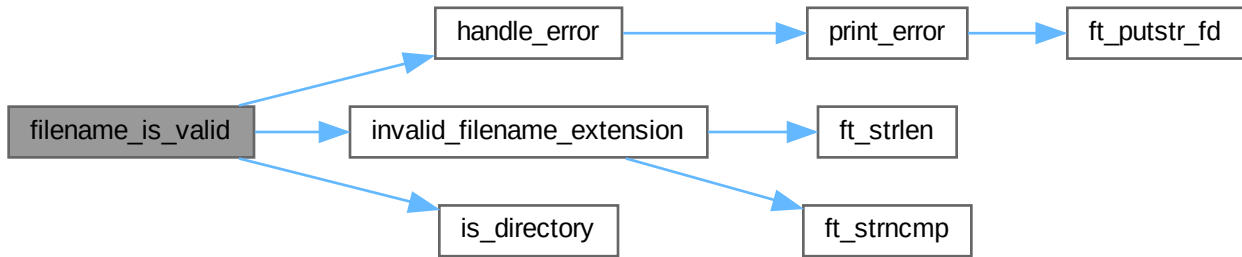 handle_error
print_error
ft_putstr_fd
filename_is_valid
invalid_filename_extension
ft_strlen
is_directory
ft_strncmp